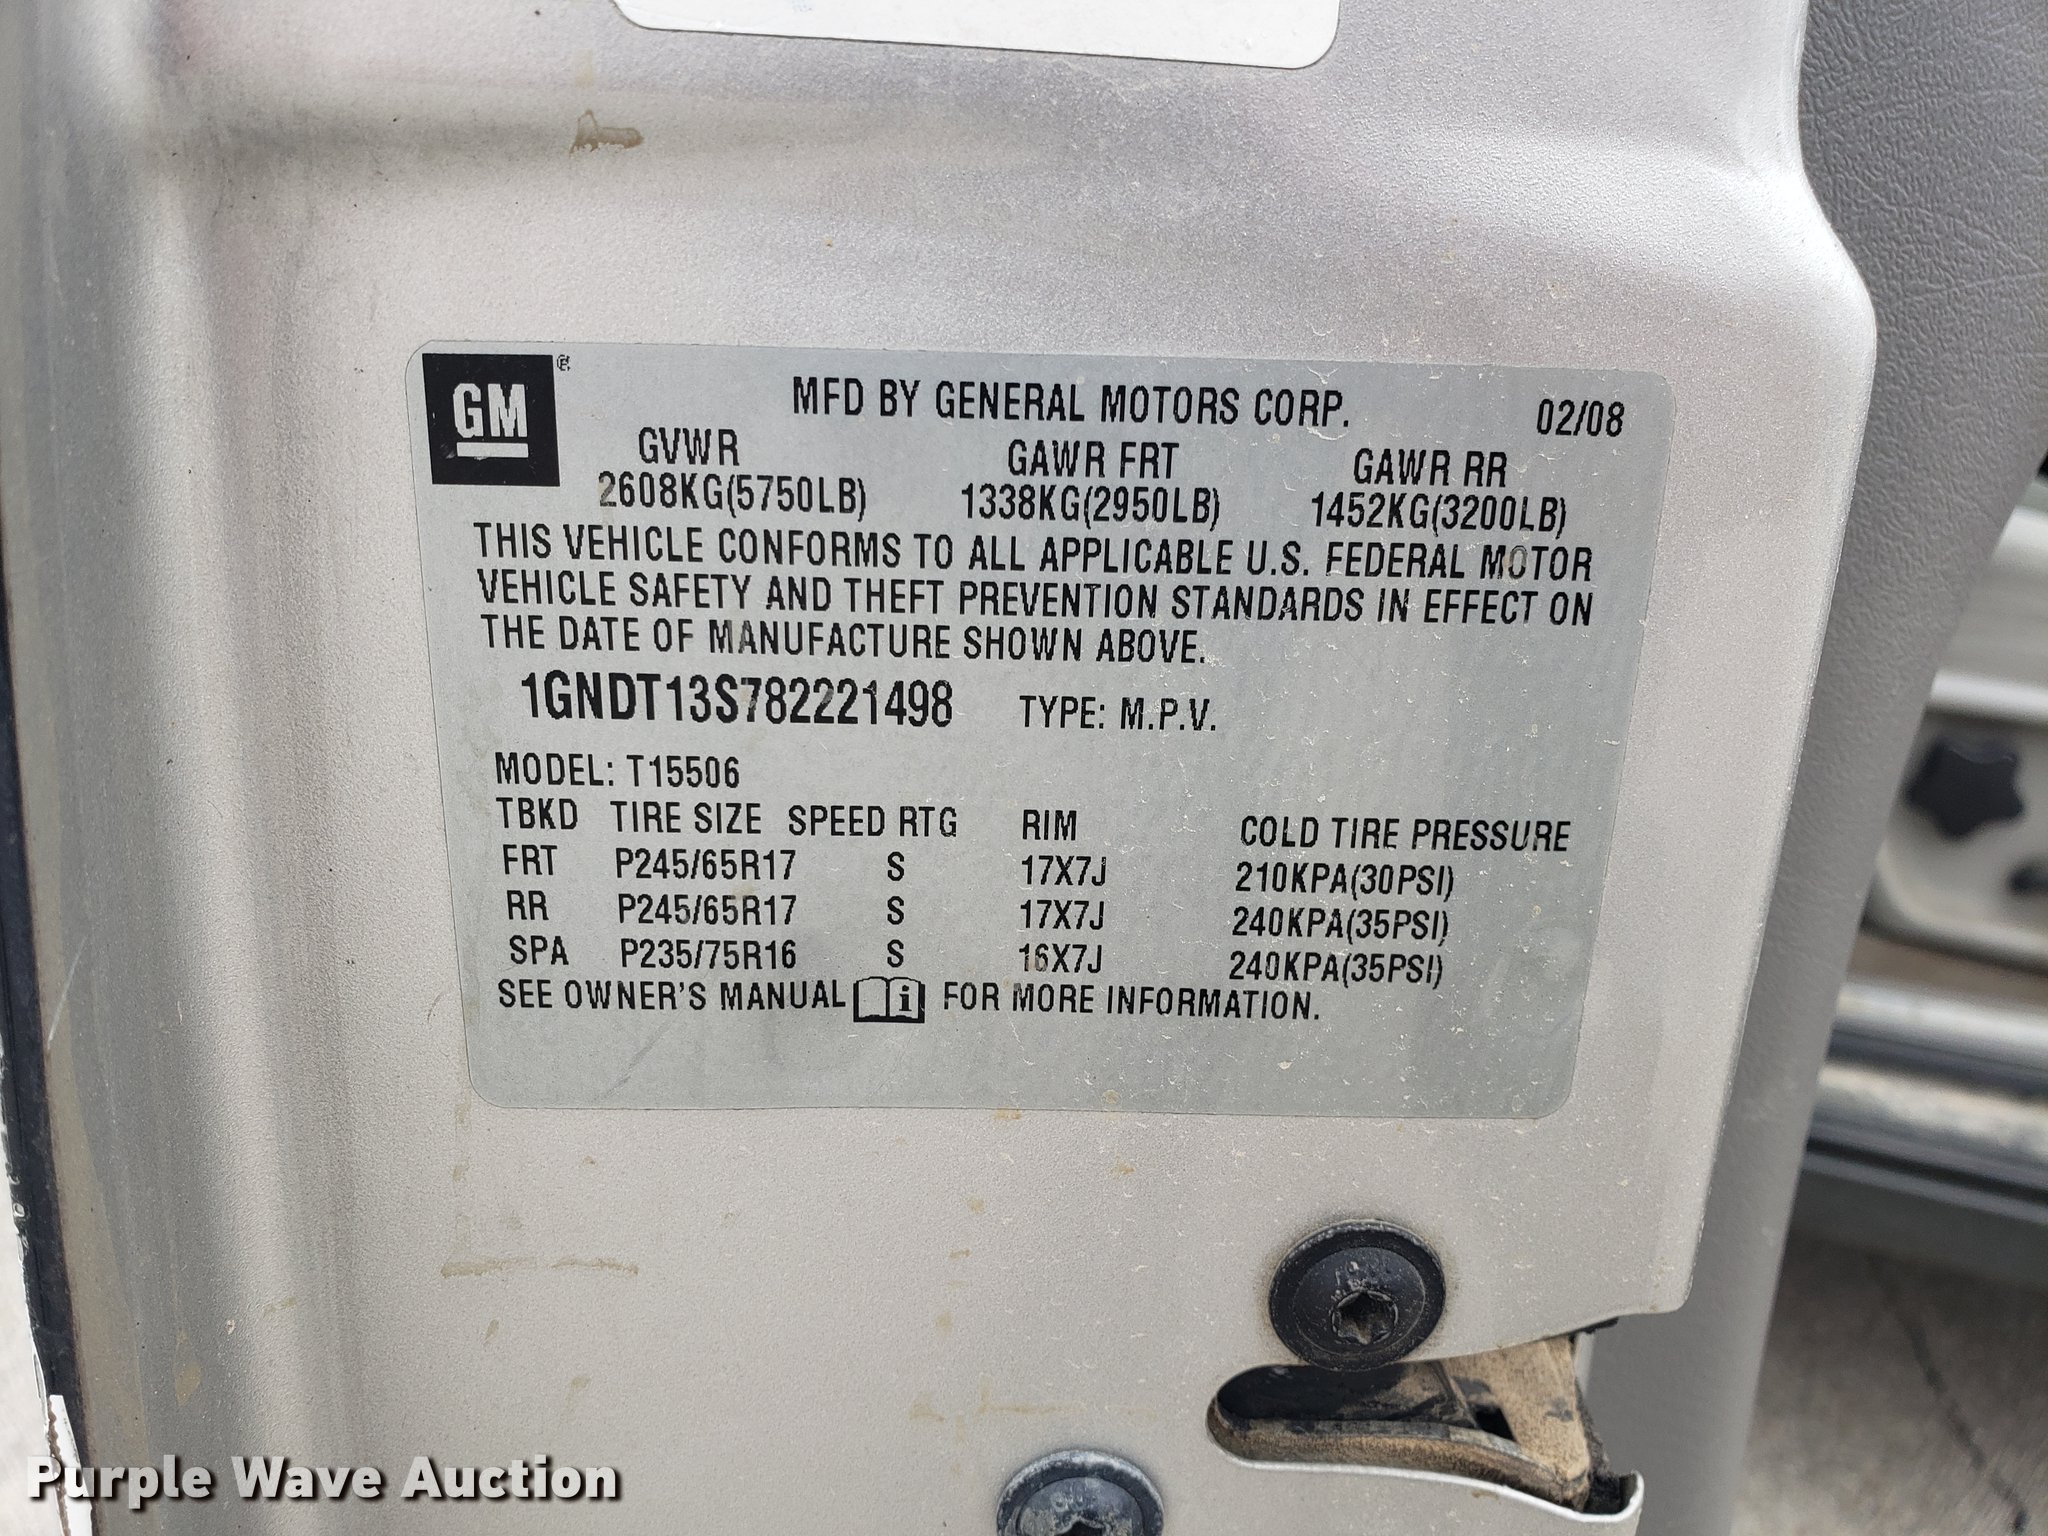 GM ®
MFD BY GENERAL MOTORS CORP. 02/08
GVWR GAWR FRT GAWR RR
2608KG(5750LB) 1338KG(2950LB) 1452KG(3200LB)
THIS VEHICLE CONFORMS TO ALL APPLICABLE U.S. FEDERAL MOTOR
VEHICLE SAFETY AND THEFT PREVENTION STANDARDS IN EFFECT ON
THE DATE OF MANUFACTURE SHOWN ABOVE.
1GNDT13S782221498 TYPE: M.P.V.
MODEL: T15506
TBKD TIRE SIZE SPEED RTG RIM COLD TIRE PRESSURE
FRT P245/65R17 S 17X7J 210KPA(30PSI)
RR P245/65R17 S 17X7J 240KPA(35PSI)
SPA P235/75R16 S 16X7J 240KPA(35PSI)
SEE OWNER'S MANUAL i FOR MORE INFORMATION.
Purple Wave Auction